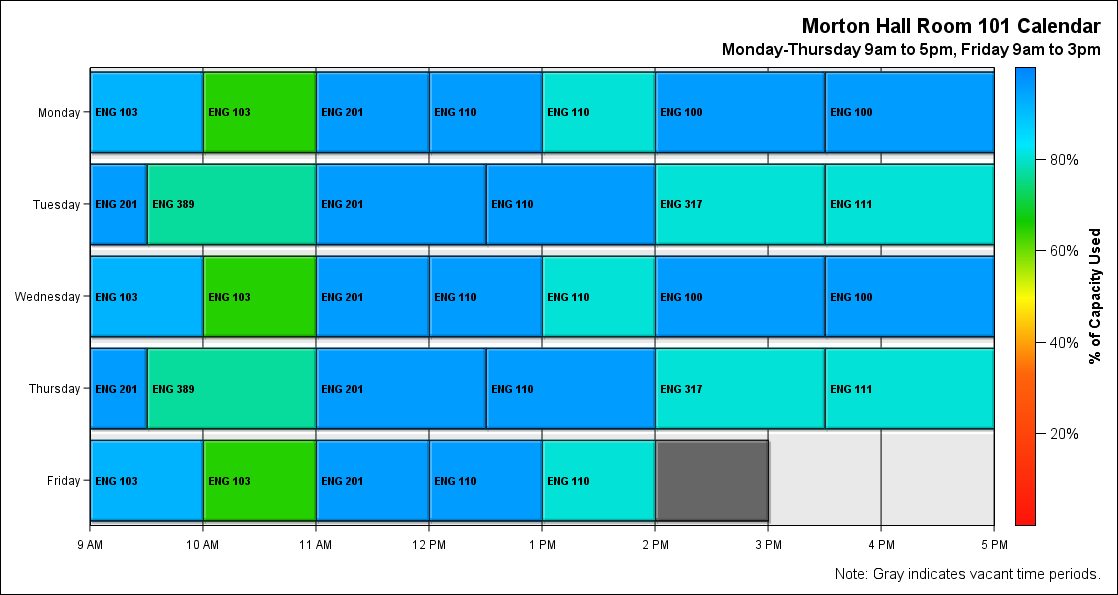 Morton Hall Room 101 Calendar
Monday-Thursday 9am to 5pm, Friday 9am to 3pm
Monday ENG 103 ENG 103 ENG 201 ENG 110 ENG 110 ENG 100 ENG 100
Tuesday ENG 201 ENG 389 ENG 201 ENG 110 ENG 317 ENG 111
Wednesday ENG 103 ENG 103 ENG 201 ENG 110 ENG 110 ENG 100 ENG 100
Thursday ENG 201 ENG 389 ENG 201 ENG 110 ENG 317 ENG 111
Friday ENG 103 ENG 103 ENG 201 ENG 110 ENG 110
9 AM 10 AM 11 AM 12 PM 1 PM 2 PM 3 PM 4 PM 5 PM
80%
60%
40%
20%
% of Capacity Used
Note: Gray indicates vacant time periods.